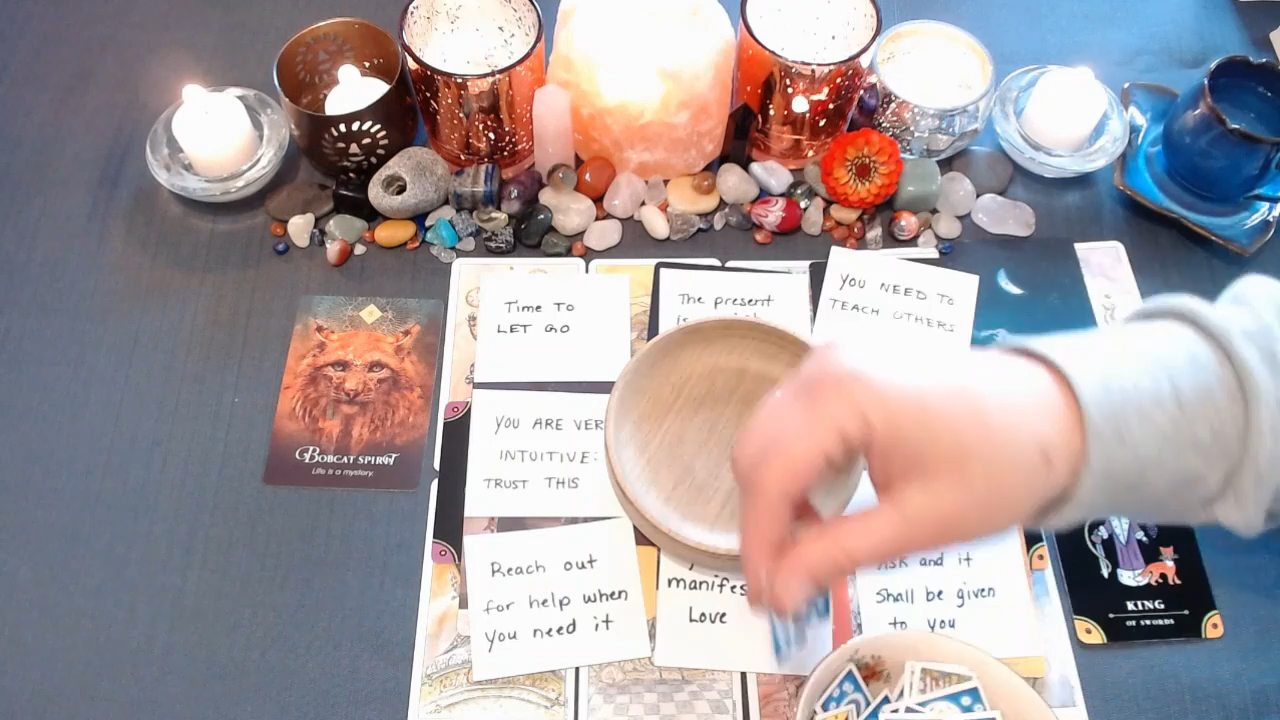 Time TO
LET GO
The present
YOU NEED TO
TEACH OTHERS
BOBCAT SPIRIT
Life is a mystery.
YOU ARE
INTUITIVE:
TRUST THIS
Reach out
for help when
you need it
Love
ASK and it
Shall be given
to you
KING
OF SWORDS